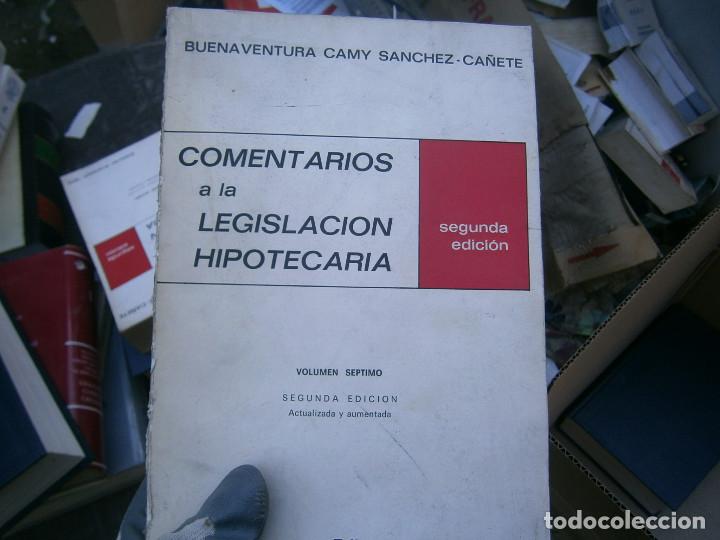 BUENAVENTURA CAMY SANCHEZ-CAÑETE
COMENTARIOS
a la
LEGISLACION
HIPOTECARIA
segunda
edición
VOLUMEN SEPTIMO
SEGUNDA EDICION
Actualizada y aumentada
todocoleccion